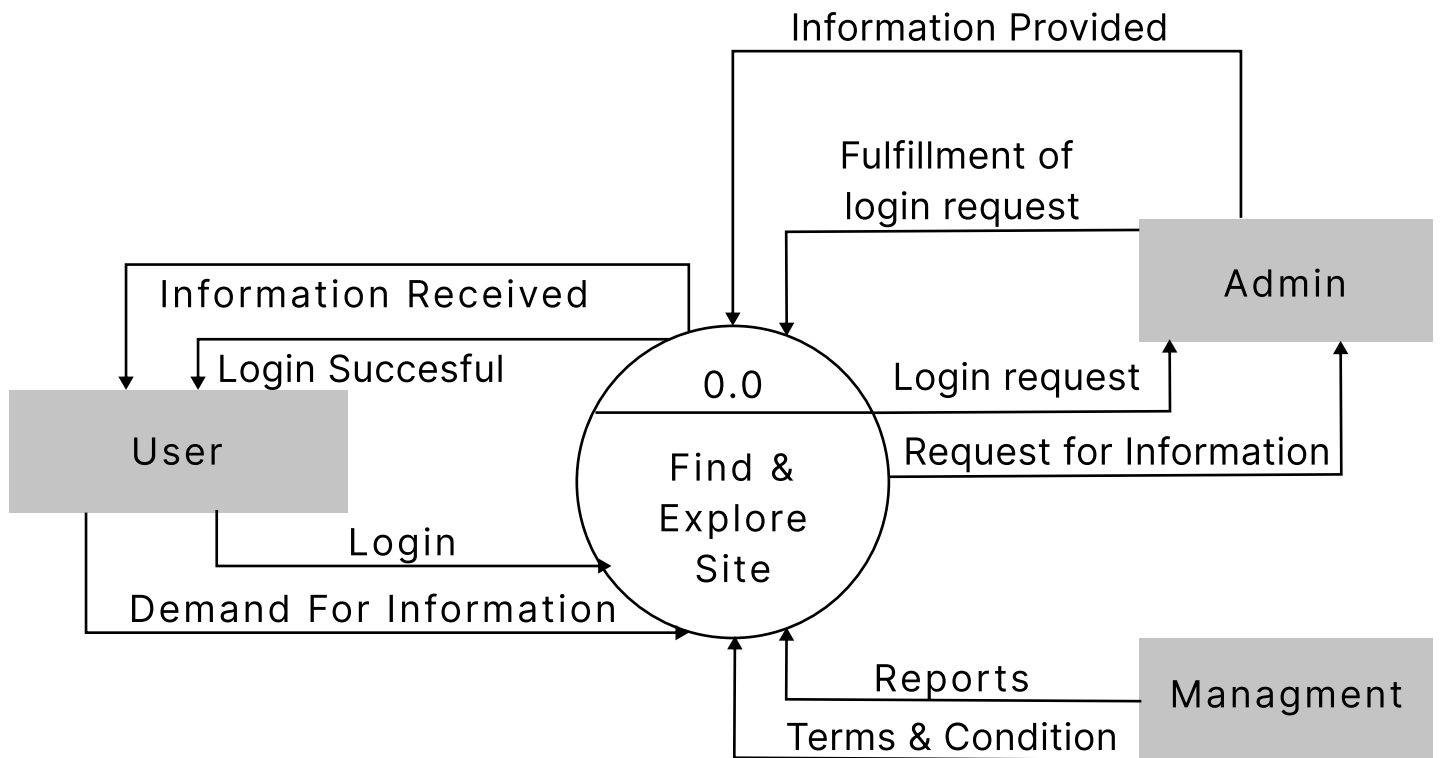 Information Provided
Fulfillment of
login request
Admin
Information Received
Login Succesful
0.0
Login request
User
Request for Information
Find &
Explore
Site
Login
Demand For Information
Reports
Managment
Terms & Condition